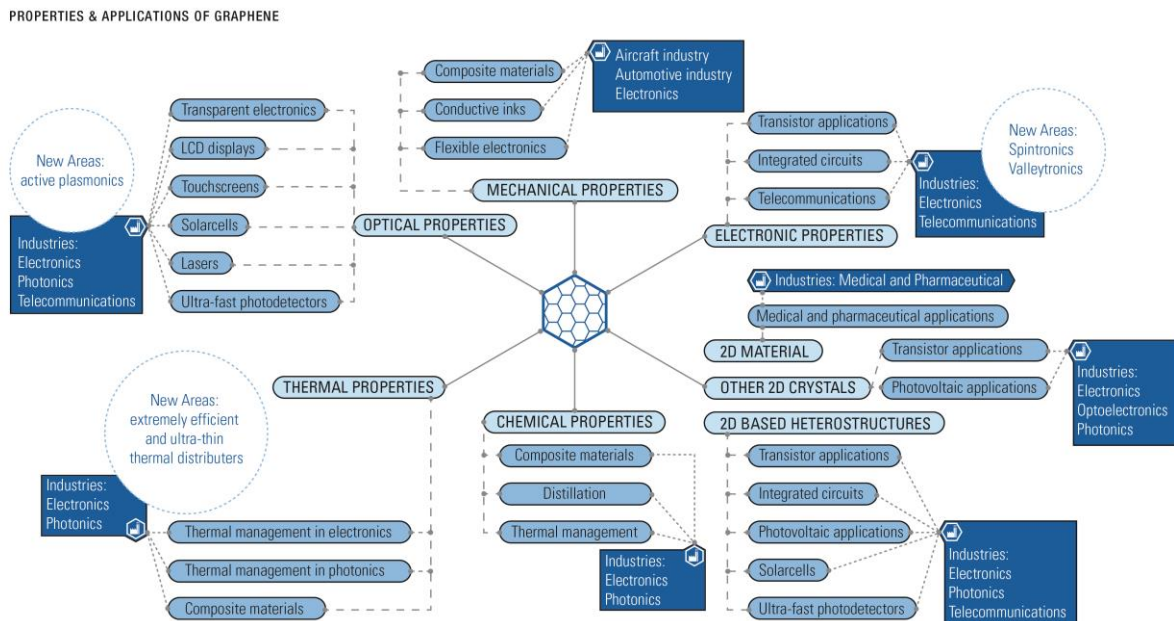 PROPERTIES & APPLICATIONS OF GRAPHENE
Composite materials
Conductive inks
Flexible electronics
MECHANICAL PROPERTIES
Aircraft industry
Automotive industry
Electronics
New Areas:
active plasmonics
Industries:
Electronics
Photonics
Telecommunications
Transparent electronics
LCD displays
Touchscreens
Solarcells
Lasers
Ultra-fast photodetectors
OPTICAL PROPERTIES
Transistor applications
Integrated circuits
Telecommunications
ELECTRONIC PROPERTIES
Industries:
Electronics
Telecommunications
New Areas:
Spintronics
Valleytronics
Industries: Medical and Pharmaceutical
Medical and pharmaceutical applications
2D MATERIAL
OTHER 2D CRYSTALS
Transistor applications
Photovoltaic applications
Industries:
Electronics
Optoelectronics
Photonics
2D BASED HETEROSTRUCTURES
Transistor applications
Integrated circuits
Photovoltaic applications
Solarcells
Ultra-fast photodetectors
Industries:
Electronics
Photonics
Telecommunications
THERMAL PROPERTIES
New Areas:
extremely efficient
and ultra-thin
thermal distributers
Industries:
Electronics
Photonics
Thermal management in electronics
Thermal management in photonics
Composite materials
CHEMICAL PROPERTIES
Composite materials
Distillation
Thermal management
Industries:
Electronics
Photonics